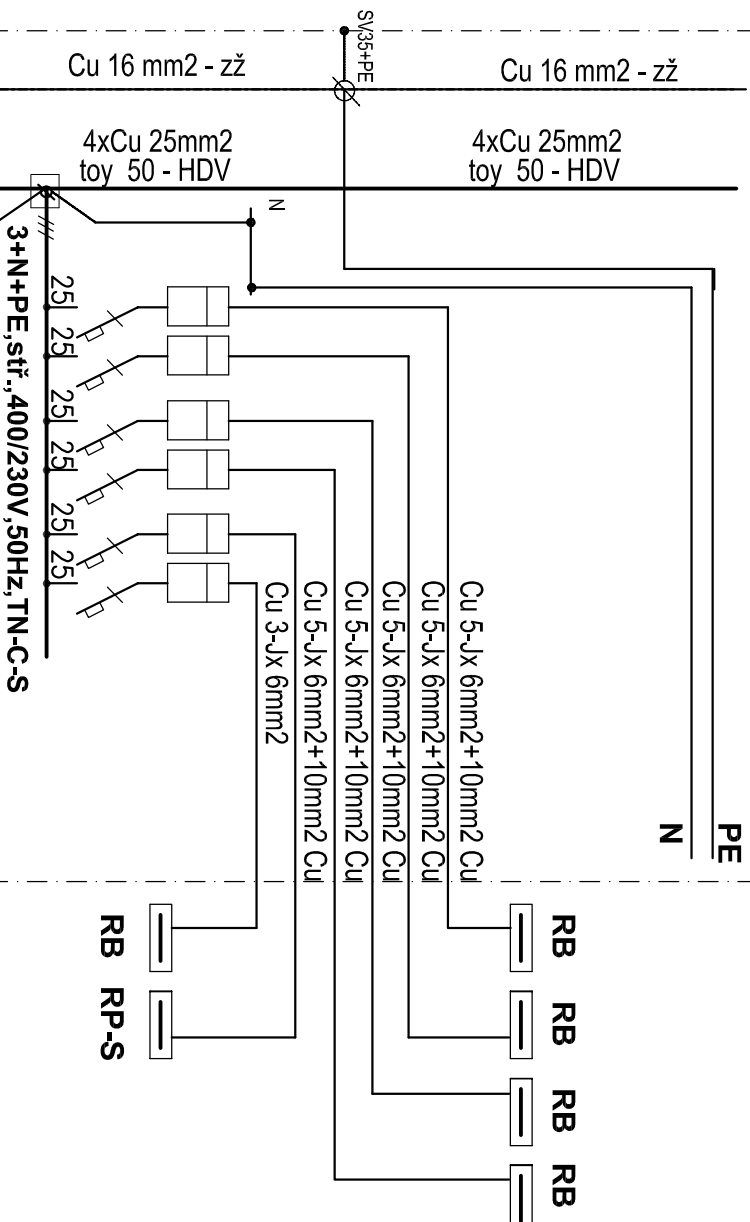 SV35+PE
Cu 16 mm2 - zž
Cu 16 mm2 - zž
4xCu 25mm2
toy 50 - HDV
4xCu 25mm2
toy 50 - HDV
N
25
25
25
25
25
25
3+N+PE,stř.,400/230V,50Hz,TN-C-S
Cu 5-Jx 6mm2+10mm2 Cu
Cu 5-Jx 6mm2+10mm2 Cu
Cu 5-Jx 6mm2+10mm2 Cu
Cu 5-Jx 6mm2+10mm2 Cu
Cu 5-Jx 6mm2+10mm2 Cu
Cu 3-Jx 6mm2
PE
N
RB
RB
RB
RB
RB
RP-S